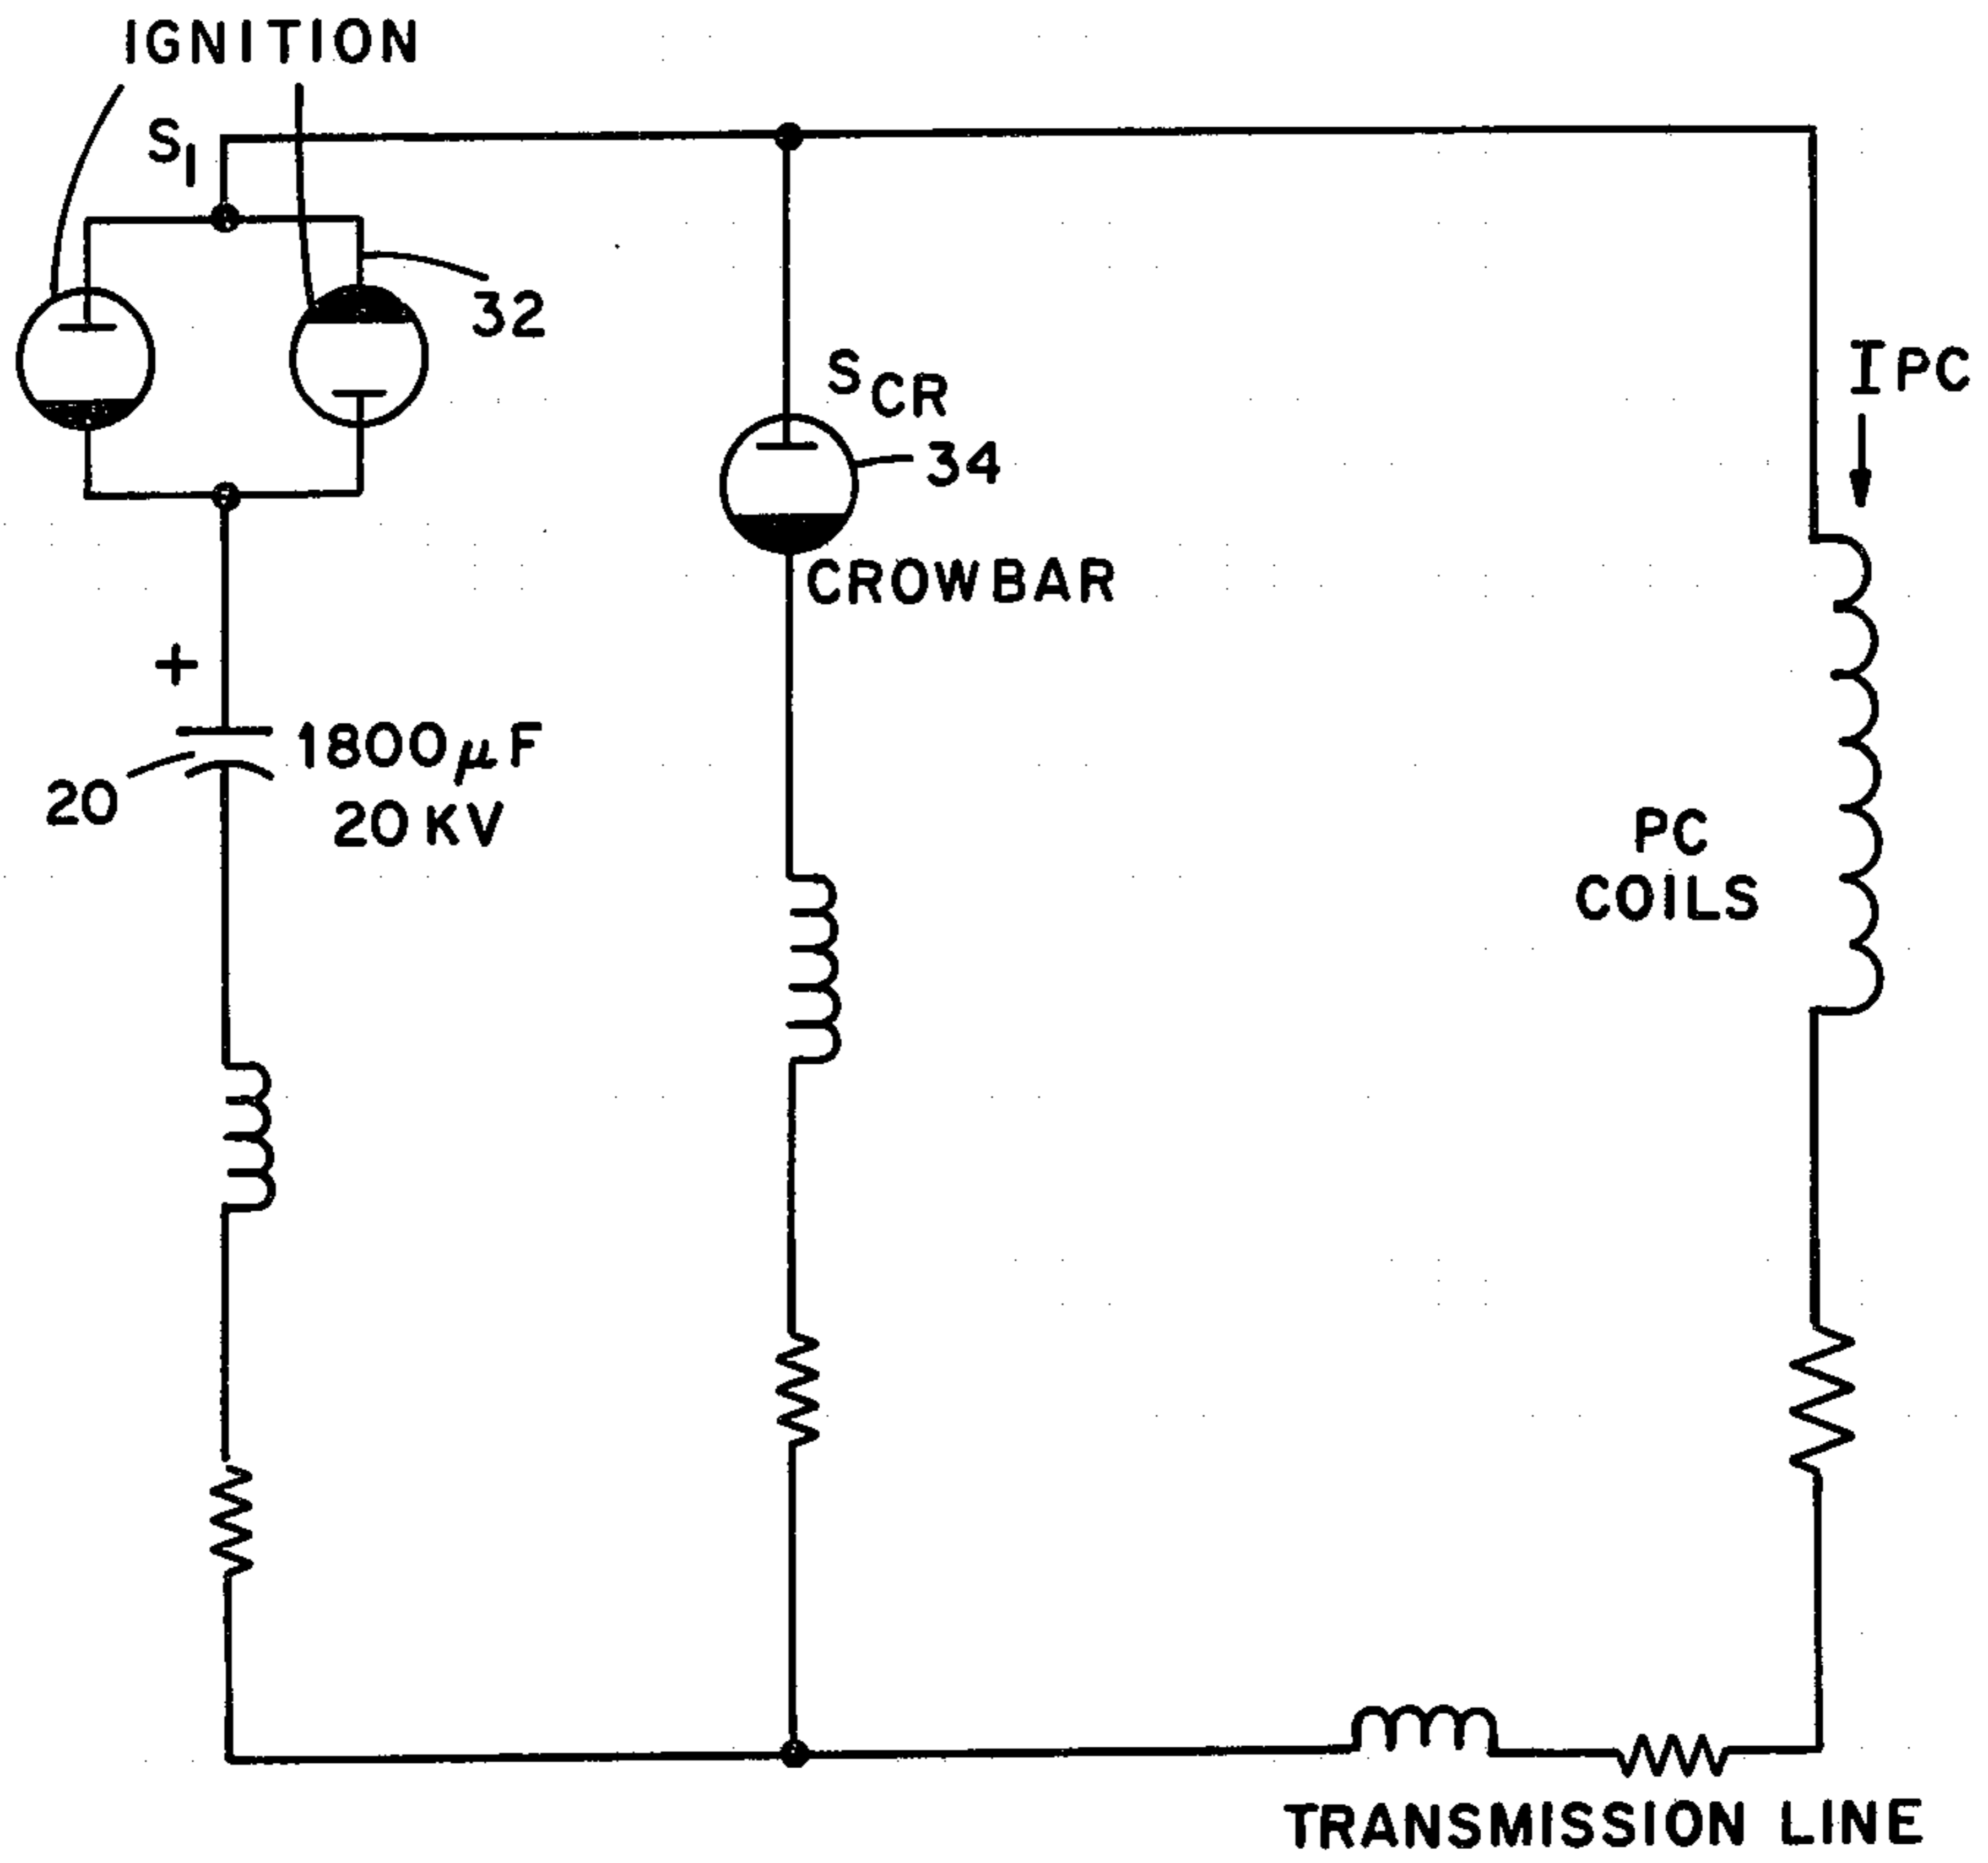 IGNITION
S1
32
SCR
34
CROWBAR
IPC
+
1800µF
20KV
20
PC
COILS
TRANSMISSION LINE